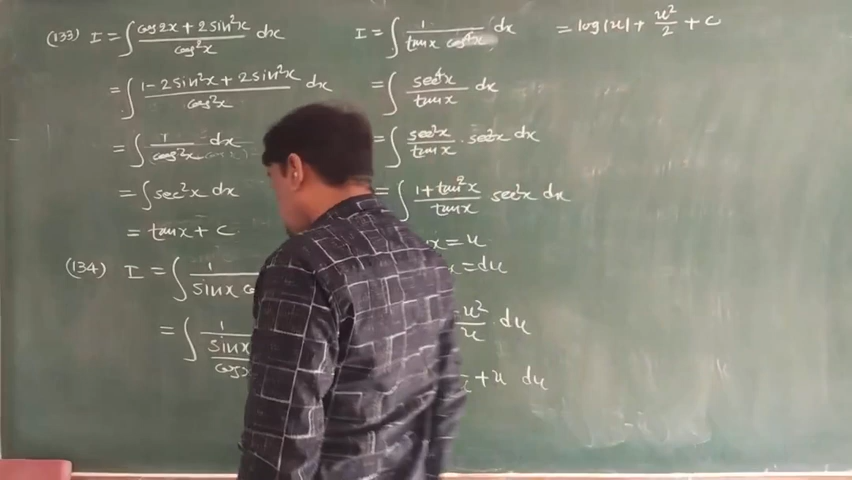 (133) I = ∫ cos2x + 2sin²x / cos²x dx
= ∫ 1 - 2sin²x + 2sin²x / cos²x dx
= ∫ 1 / cos²x dx
= ∫ sec²x dx
= tanx + c
(134) I = ∫ 1 / sinx
= ∫ 1 / sinx / cosx
I = ∫ 1 / tanx cos⁴x dx
= ∫ sec⁴x / tanx dx
= ∫ sec²x / tanx · sec²x dx
= ∫ 1 + tan²x / tanx sec²x dx
x = u
x = du
u² / u du
+ u du
= log|u| + u²/2 + c